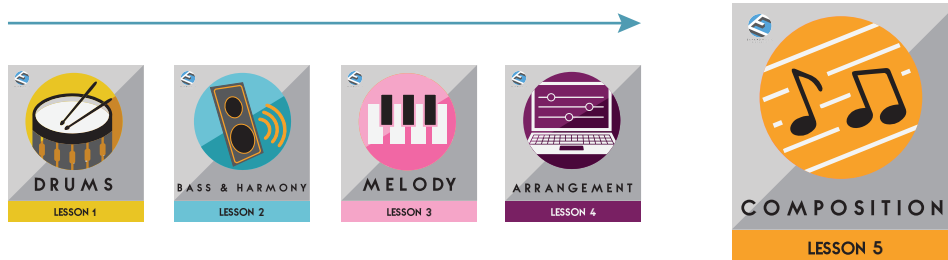 DRUMS
LESSON 1
BASS & HARMONY
LESSON 2
MELODY
LESSON 3
ARRANGEMENT
LESSON 4
COMPOSITION
LESSON 5